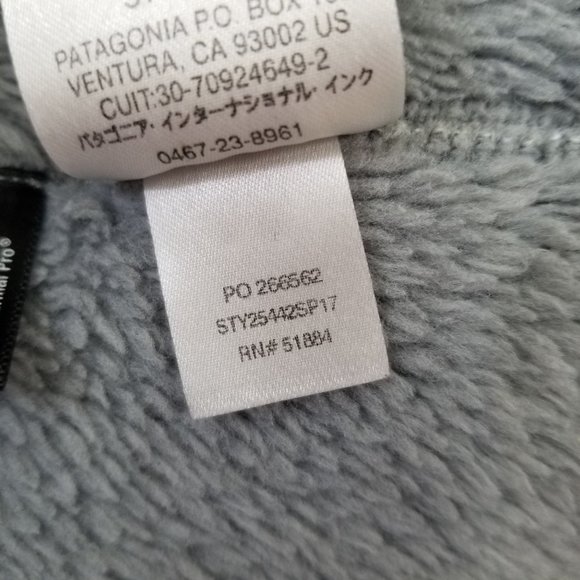 PATAGONIA P.O. BOX
VENTURA, CA 93002 US
CUIT:30-70924649-2
パタゴニア・インターナショナル・インク
0467-23-8961
PO 266562
STY25442SP17
RN# 51884
Pro®